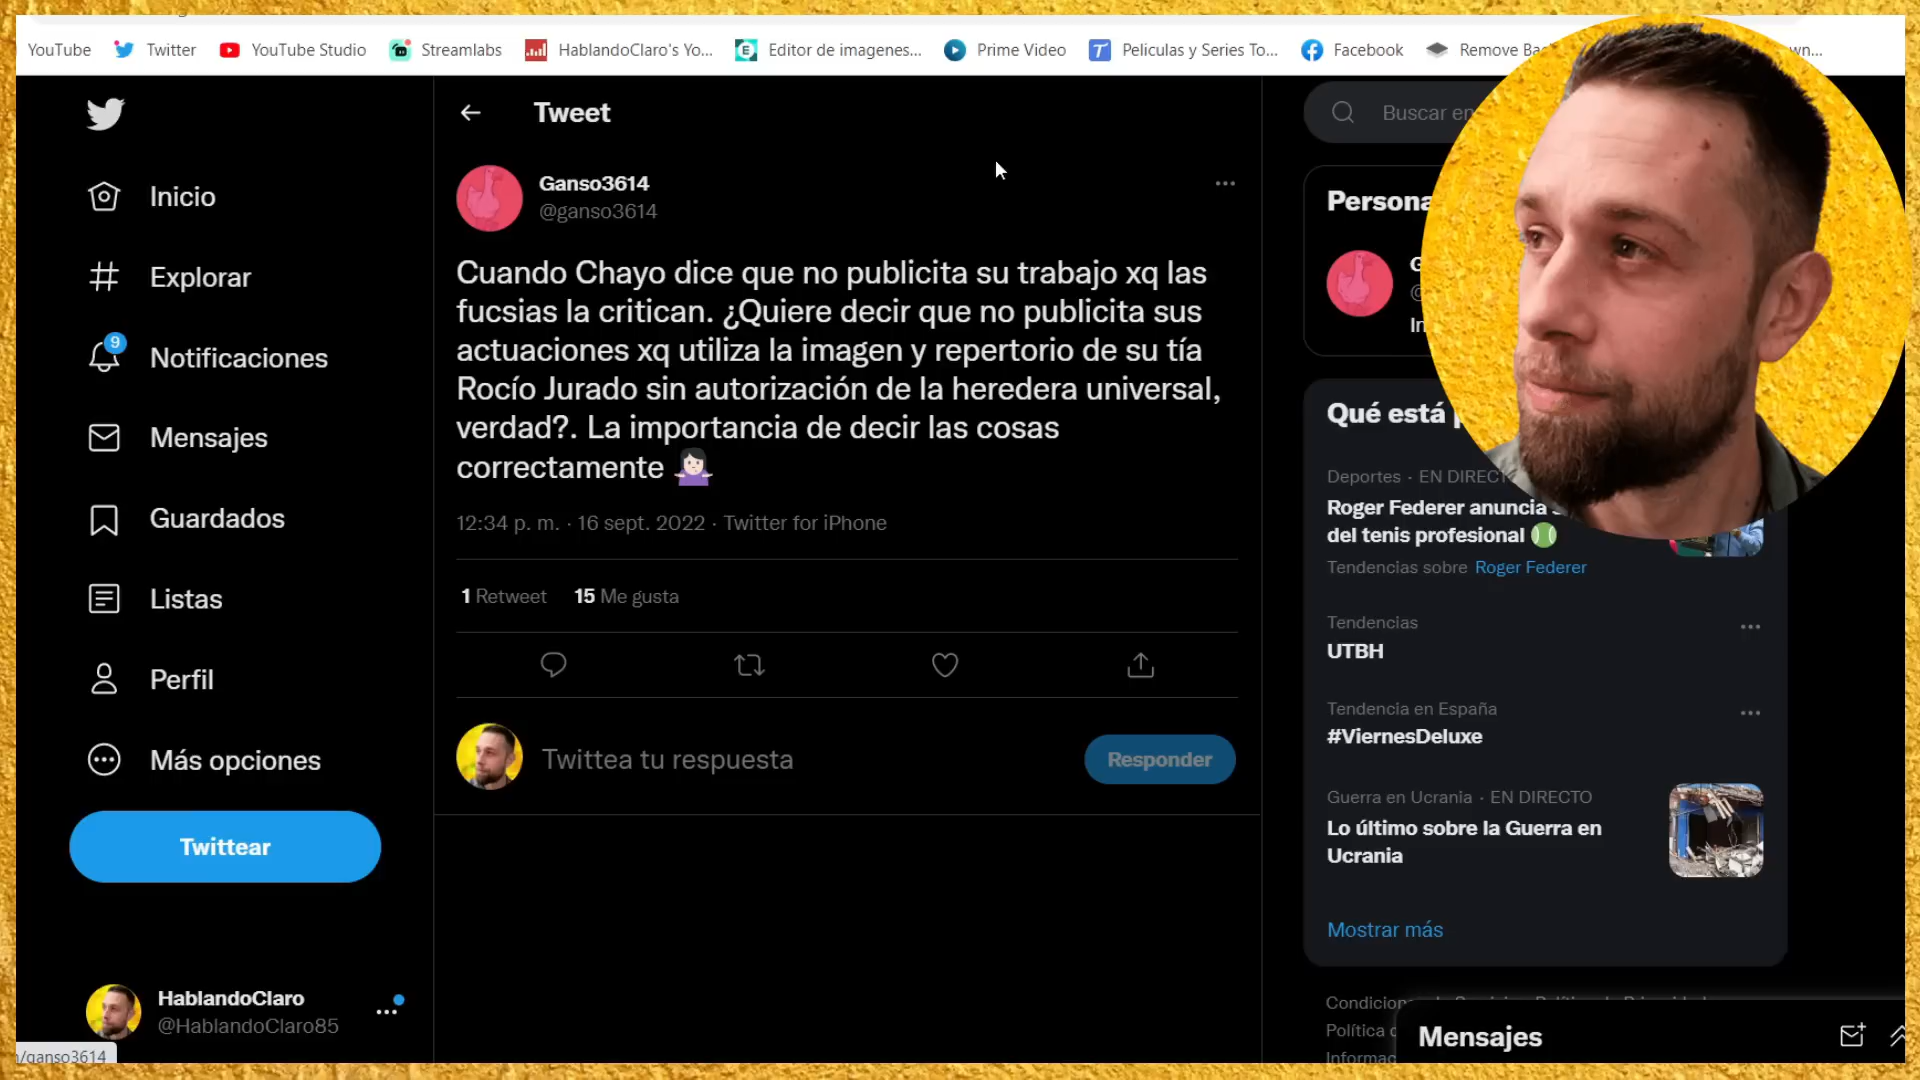 YouTube Twitter YouTube Studio Streamlabs HablandoClaro's Yo... Editor de imagenes... Prime Video Peliculas y Series To... Facebook Remove
Tweet
Ganso3614
@ganso3614
Cuando Chayo dice que no publicita su trabajo xq las
fucsias la critican. ¿Quiere decir que no publicita sus
actuaciones xq utiliza la imagen y repertorio de su tía
Rocío Jurado sin autorización de la heredera universal,
verdad?. La importancia de decir las cosas
correctamente 🤷🏻‍♀️
12:34 p. m. · 16 sept. 2022 · Twitter for iPhone
1 Retweet 15 Me gusta
Twittea tu respuesta
Responder
Inicio
Explorar
9
Notificaciones
Mensajes
Guardados
Listas
Perfil
Más opciones
Twittear
HablandoClaro
@HablandoClaro85
/ganso3614
Buscar en
Persona
Qué está
Deportes · EN DIRECT
Roger Federer anuncia
del tenis profesional 🎾
Tendencias sobre Roger Federer
Tendencias
UTBH
Tendencia en España
#ViernesDeluxe
Guerra en Ucrania · EN DIRECTO
Lo último sobre la Guerra en
Ucrania
Mostrar más
Política
Mensajes